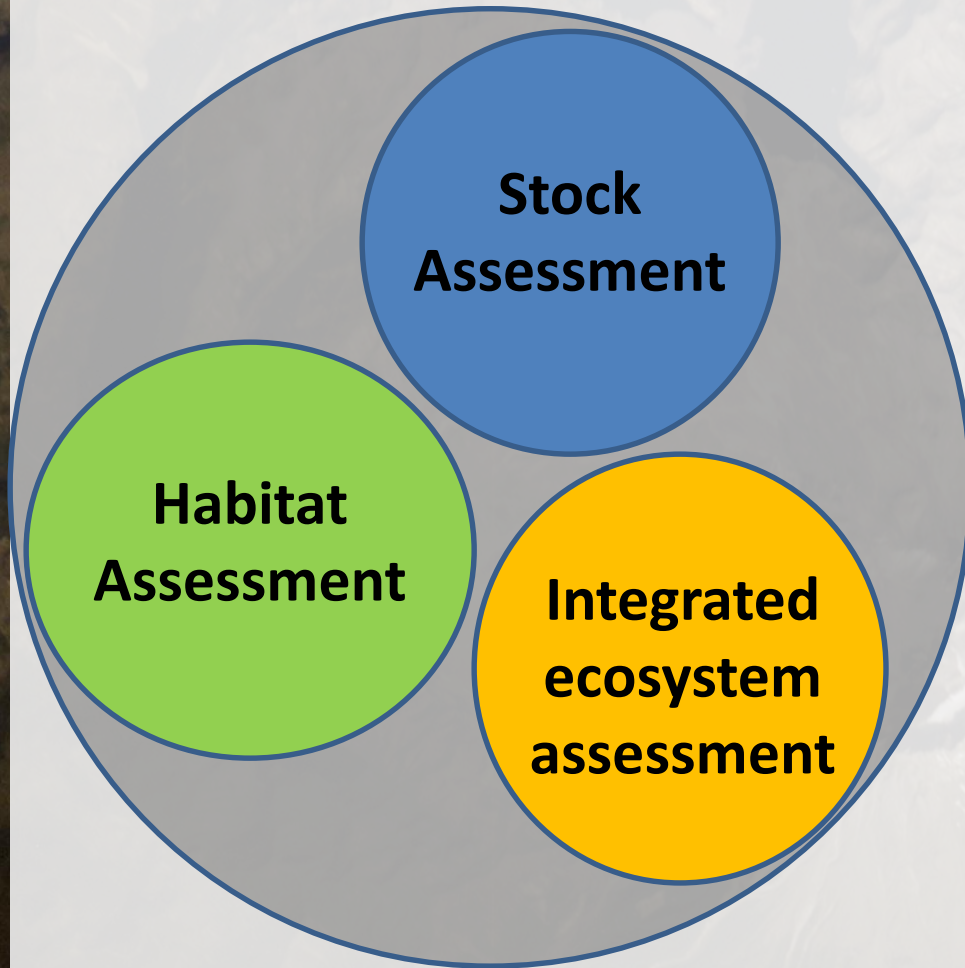 Stock
Assessment
Habitat
Assessment
Integrated
ecosystem
assessment